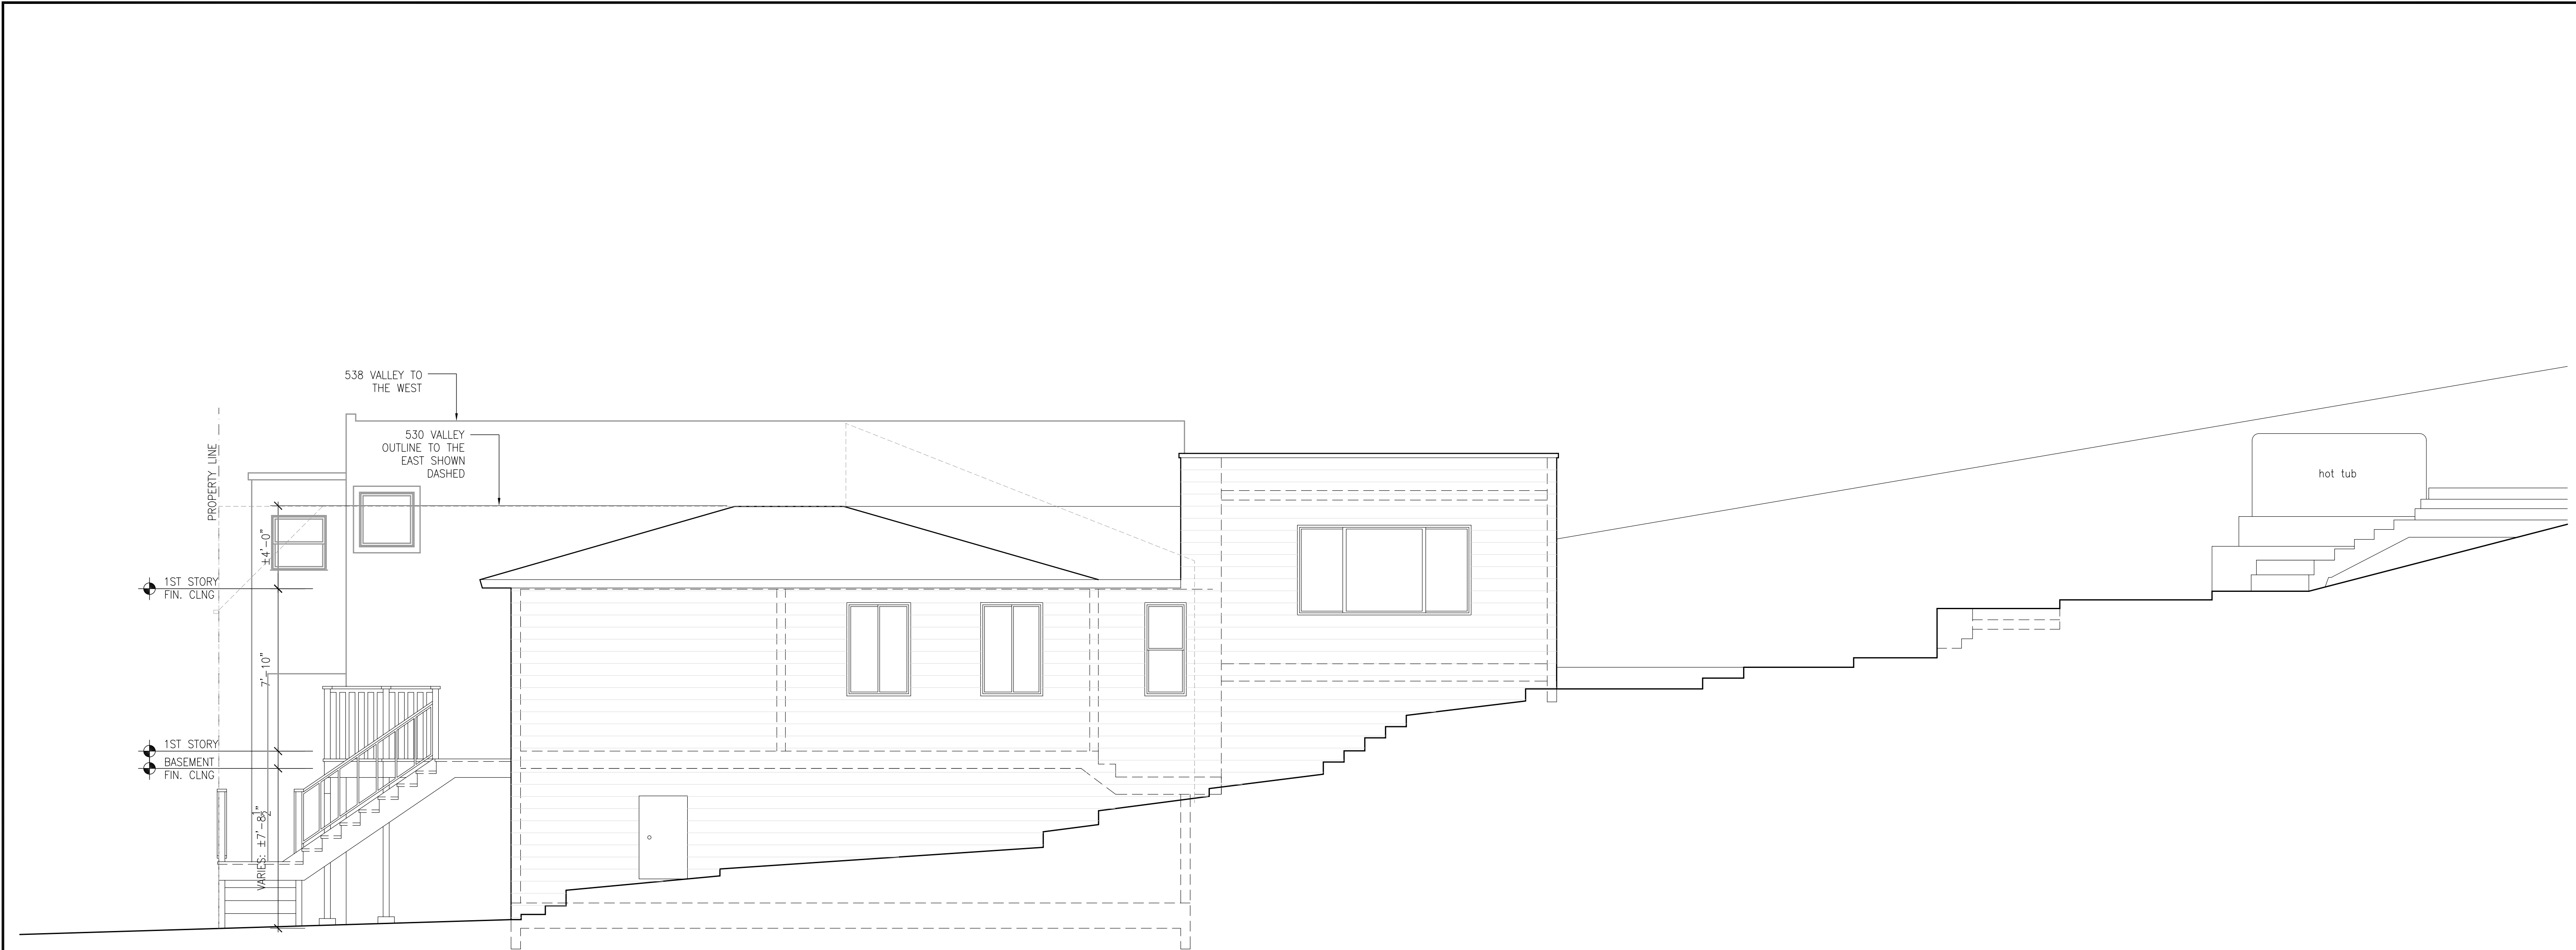 538 VALLEY TO
THE WEST
530 VALLEY
OUTLINE TO THE
EAST SHOWN
DASHED
PROPERTY LINE
hot tub
±4'-0"
1ST STORY
FIN. CLNG
7'-10"
1ST STORY
BASEMENT
FIN. CLNG
VARIES: ±7'-8½"